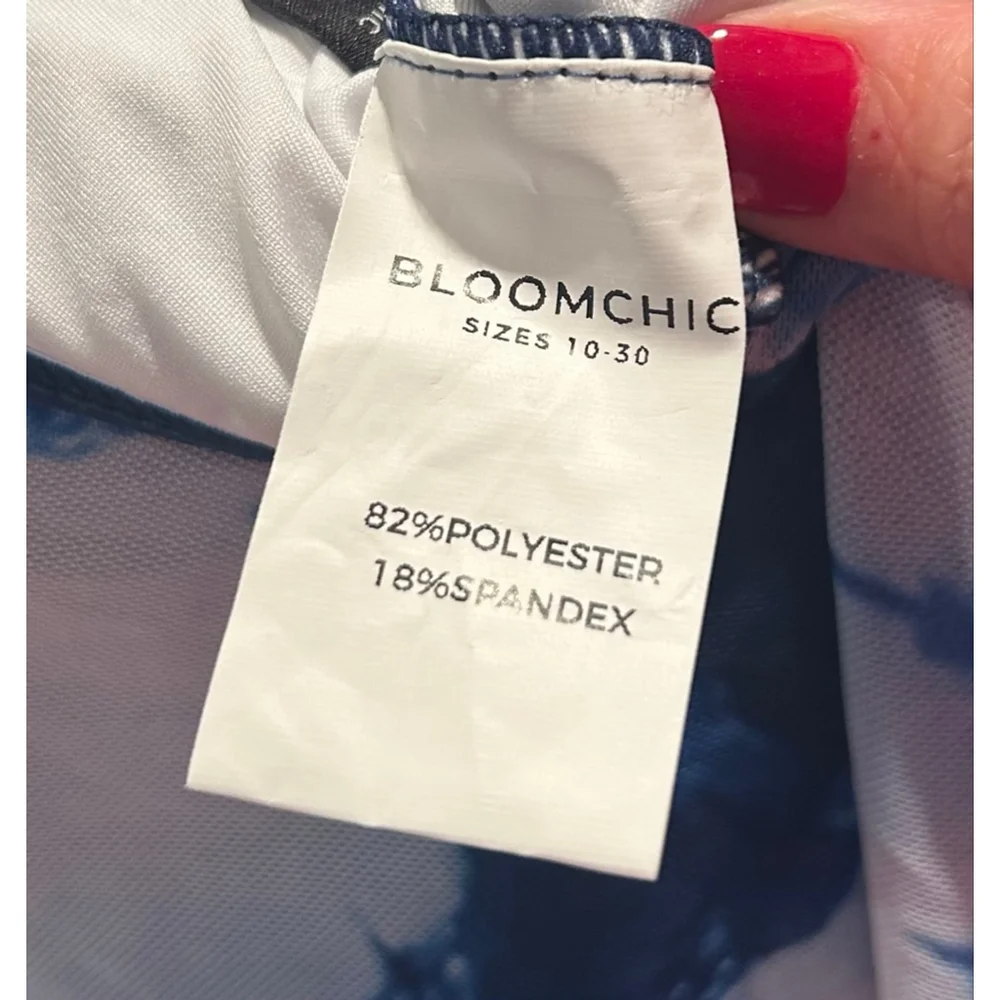 BLOOMCHIC
SIZES 10-30
82%POLYESTER
18%SPANDEX